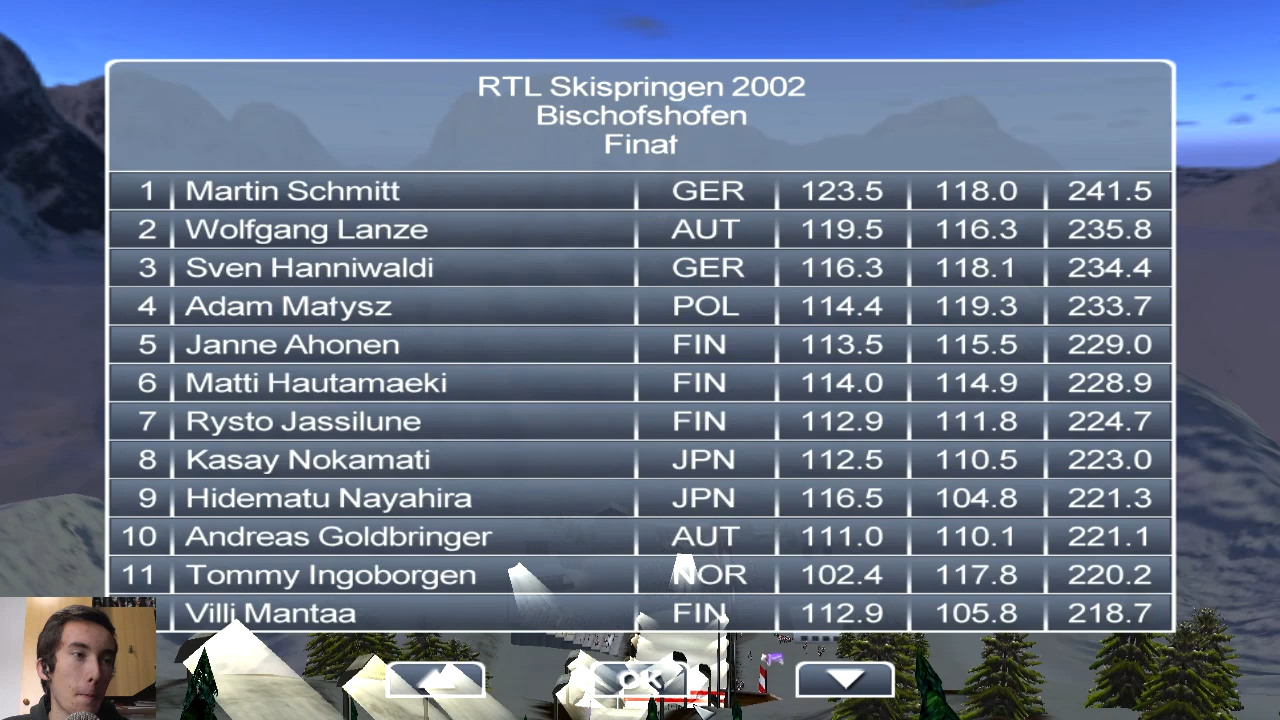 RTL Skispringen 2002
Bischofshofen
Finat
1 Martin Schmitt GER 123.5 118.0 241.5
2 Wolfgang Lanze AUT 119.5 116.3 235.8
3 Sven Hanniwaldi GER 116.3 118.1 234.4
4 Adam Małysz POL 114.4 119.3 233.7
5 Janne Ahonen FIN 113.5 115.5 229.0
6 Matti Hautamaeki FIN 114.0 114.9 228.9
7 Rysto Jassilune FIN 112.9 111.8 224.7
8 Kasay Nokamati JPN 112.5 110.5 223.0
9 Hidematu Nayahira JPN 116.5 104.8 221.3
10 Andreas Goldbringer AUT 111.0 110.1 221.1
11 Tommy Ingoborgen NOR 102.4 117.8 220.2
Villi Mantaa FIN 112.9 105.8 218.7
OK